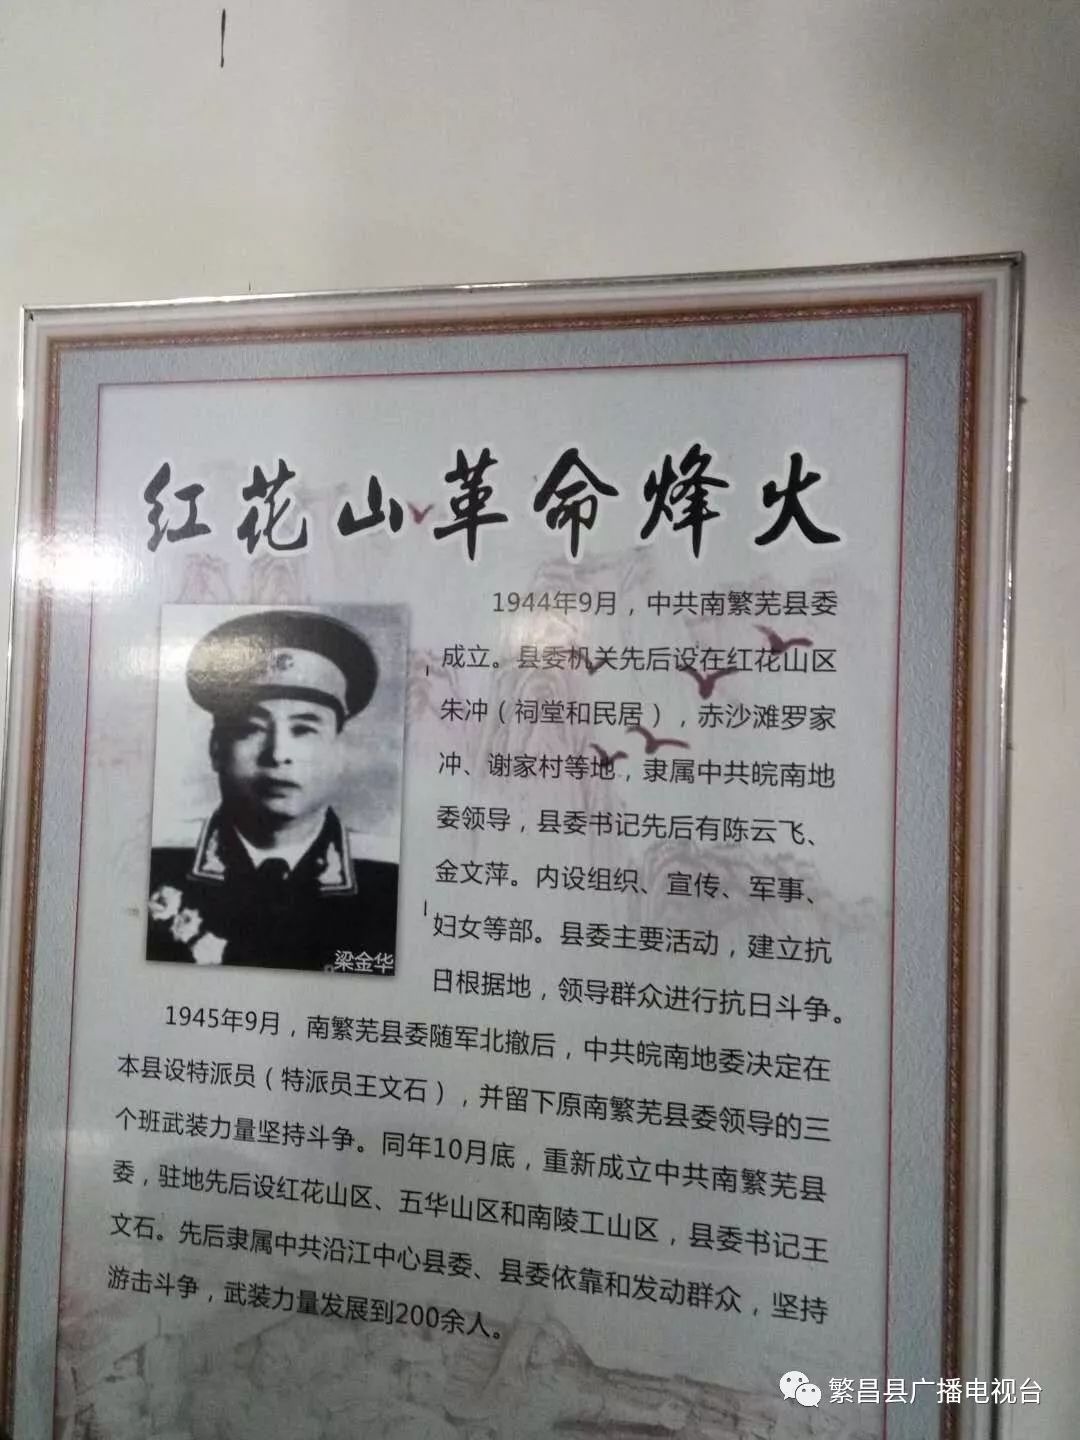 红花山革命烽火
1944年9月，中共南繁芜县委
成立。县委机关先后设在红花山区
朱冲（祠堂和民居），赤沙滩罗家
冲、谢家村等地，隶属中共皖南地
委领导，县委书记先后有陈云飞、
金文萍。内设组织、宣传、军事、
妇女等部。县委主要活动，建立抗
日根据地，领导群众进行抗日斗争。
梁金华
1945年9月，南繁芜县委随军北撤后，中共皖南地委决定在
本县设特派员（特派员王文石），并留下原南繁芜县委领导的三
个班武装力量坚持斗争。同年10月底，重新成立中共南繁芜县
委，驻地先后设红花山区、五华山区和南陵工山区，县委书记王
文石。先后隶属中共沿江中心县委、县委依靠和发动群众，坚持
游击斗争，武装力量发展到200余人。
繁昌县广播电视台